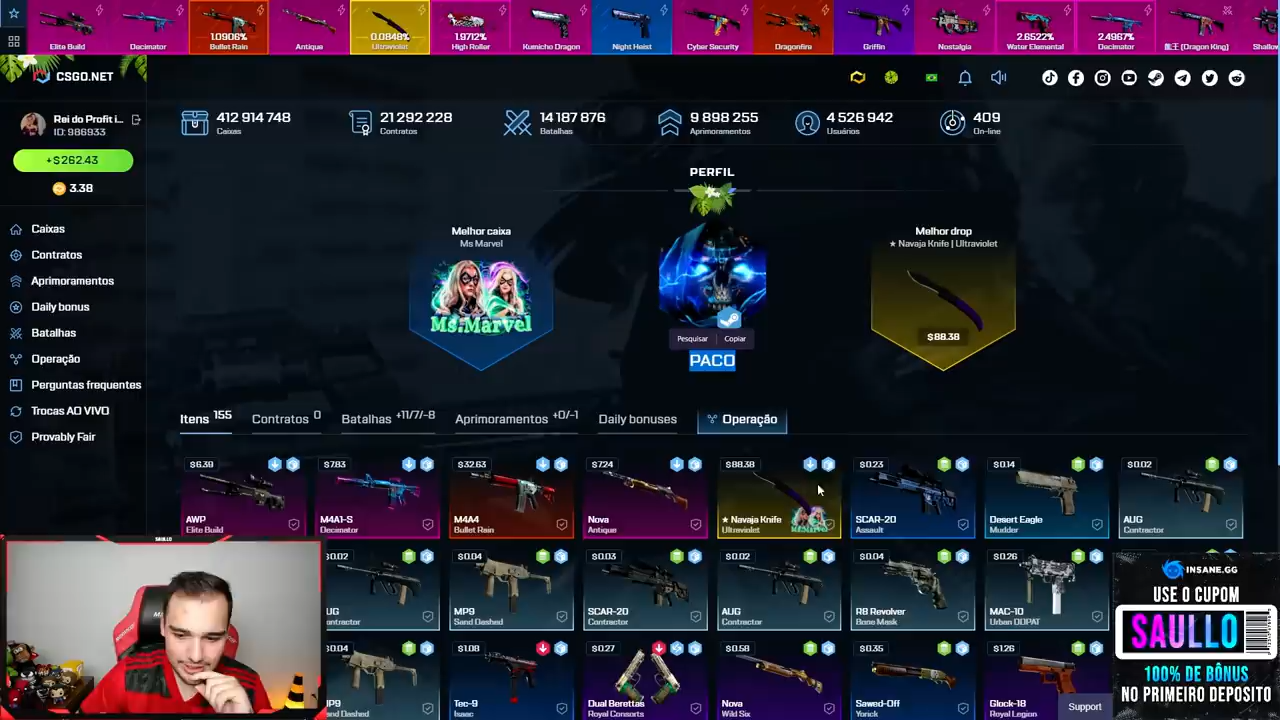 Elite Build
Decimator
1.0906%
Bullet Rain
Antique
0.0848%
Ultraviolet
1.9712%
High Roller
Kumicho Dragon
Night Heist
Cyber Security
Dragonfire
Griffin
Nostalgia
2.6522%
Water Elemental
2.4967%
Decimator
龍王 (Dragon King)
CSGO.NET
Rei do Profit i...
ID: 986933
+$262.43
3.38
412 914 748
Caixas
21 292 228
Contratos
14 187 876
Batalhas
9 898 255
Aprimoramentos
4 526 942
Usuários
409
On-line
Caixas
Contratos
Aprimoramentos
Daily bonus
Batalhas
Operação
Perguntas frequentes
Trocas AO VIVO
Provably Fair
PERFIL
Melhor caixa
Ms Marvel
Ms.Marvel
Pesquisar
Copiar
PACO
Melhor drop
★ Navaja Knife | Ultraviolet
$88.38
Itens 155
Contratos 0
Batalhas +11/7/-8
Aprimoramentos +0/-1
Daily bonuses
Operação
$6.39
AWP
Elite Build
$7.83
M4A1-S
Decimator
$32.63
M4A4
Bullet Rain
$7.24
Nova
Antique
$88.38
★ Navaja Knife
Ultraviolet
$0.23
SCAR-20
Assault
$0.14
Desert Eagle
Mudder
$0.02
AUG
Contractor
$0.04
MP9
Sand Dashed
$0.03
SCAR-20
Contractor
$0.02
AUG
Contractor
$0.04
R8 Revolver
Bone Mask
$0.26
MAC-10
Urban DDPAT
$1.08
Tec-9
Isaac
$0.27
Dual Berettas
Royal Consorts
$0.58
Nova
Wild Six
$0.35
Sawed-Off
Yorick
$1.26
Glock-18
Royal Legion
SAULLO
INSANE.GG
USE O CUPOM
SAULLO
100% DE BÔNUS
NO PRIMEIRO DEPOSITO
Support